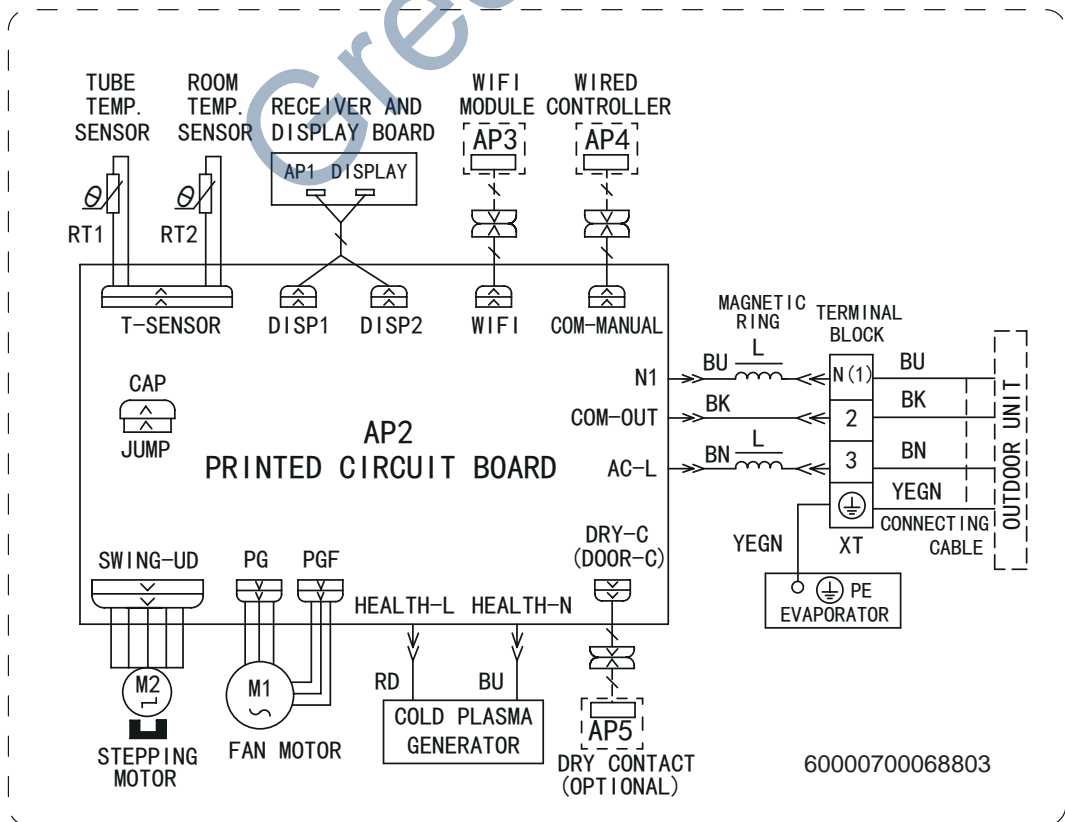 Gree
TUBE
TEMP.
SENSOR
ROOM
TEMP.
SENSOR
RECEIVER AND
DISPLAY BOARD
WIFI
MODULE
WIRED
CONTROLLER
AP1 DISPLAY
AP3
AP4
θ
RT1
θ
RT2
T-SENSOR
DISP1
DISP2
WIFI
COM-MANUAL
MAGNETIC
RING
TERMINAL
BLOCK
CAP
JUMP
AP2
PRINTED CIRCUIT BOARD
N1
BU
L
N(1)
BU
COM-OUT
BK
2
BK
AC-L
BN
L
3
BN
YEGN
YEGN
XT
CONNECTING
CABLE
OUTDOOR UNIT
PE
EVAPORATOR
SWING-UD
PG
PGF
HEALTH-L
HEALTH-N
DRY-C
(DOOR-C)
M2
M1
RD
BU
STEPPING
MOTOR
FAN MOTOR
COLD PLASMA
GENERATOR
AP5
DRY CONTACT
(OPTIONAL)
60000700068803